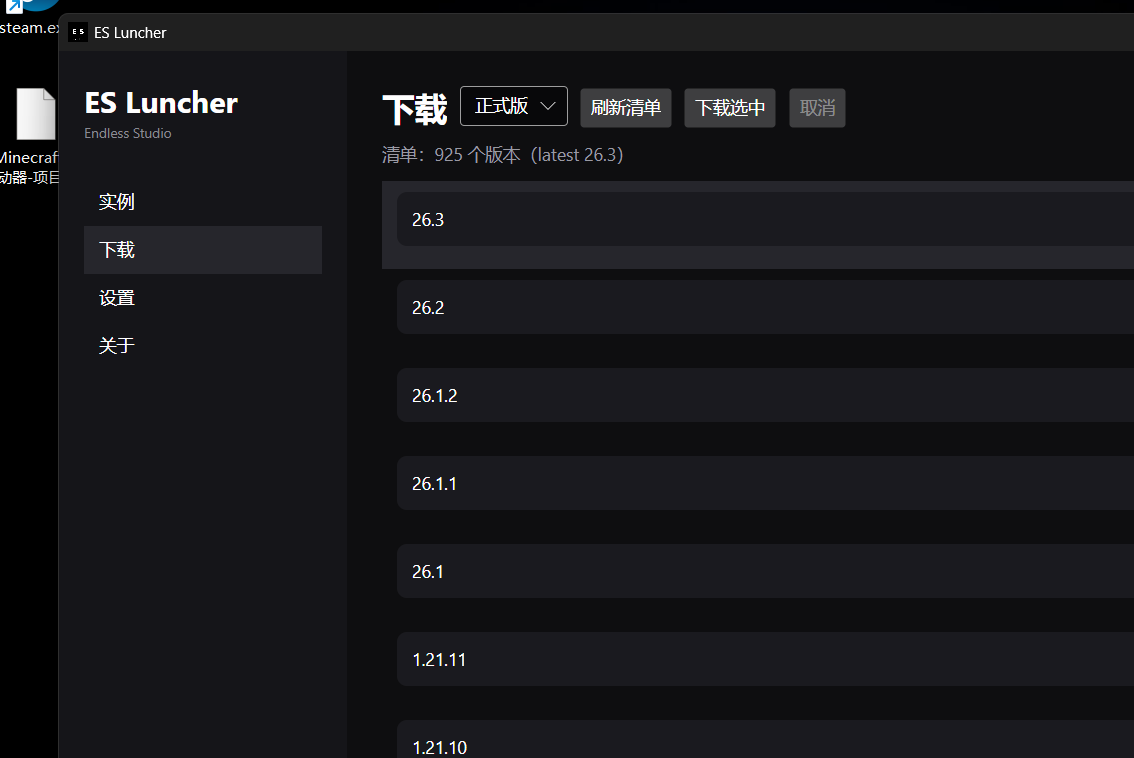 steam.ex
ES Luncher
Minecraf
动器-项目
ES Luncher
Endless Studio
实例
下载
设置
关于
下载 正式版 刷新清单 下载选中 取消
清单：925 个版本（latest 26.3）
26.3
26.2
26.1.2
26.1.1
26.1
1.21.11
1.21.10